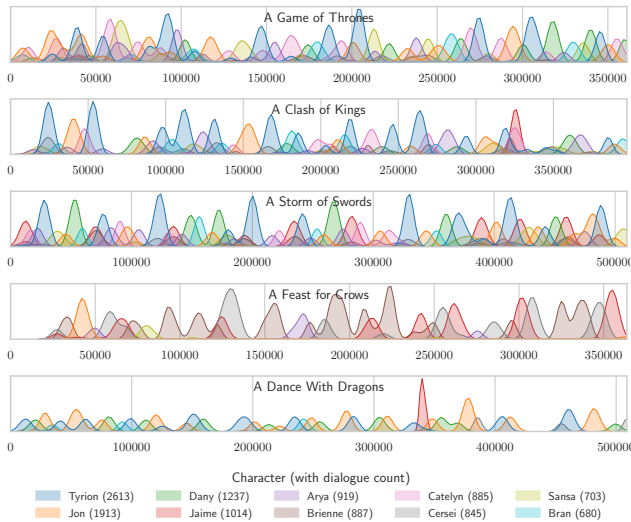 A Game of Thrones
0 50000 100000 150000 200000 250000 300000 350000
A Clash of Kings
0 50000 100000 150000 200000 250000 300000 350000
A Storm of Swords
0 100000 200000 300000 400000 500000
A Feast for Crows
0 50000 100000 150000 200000 250000 300000 350000
A Dance With Dragons
0 100000 200000 300000 400000 500000
Character (with dialogue count)
Tyrion (2613) Dany (1237) Arya (919) Catelyn (885) Sansa (703)
Jon (1913) Jaime (1014) Brienne (887) Cersei (845) Bran (680)